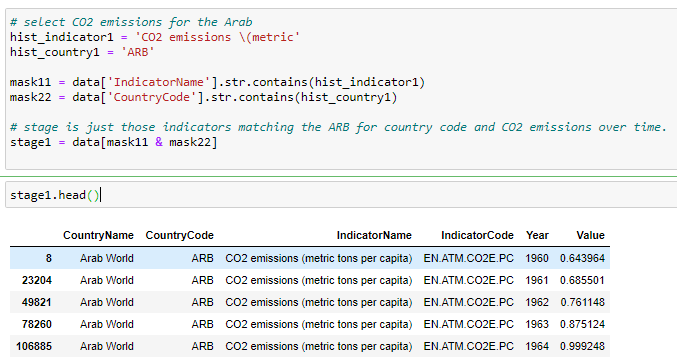 # select CO2 emissions for the Arab
hist_indicator1 = 'CO2 emissions \(metric'
hist_country1 = 'ARB'
mask11 = data['IndicatorName'].str.contains(hist_indicator1)
mask22 = data['CountryCode'].str.contains(hist_country1)
# stage is just those indicators matching the ARB for country code and CO2 emissions over time.
stage1 = data[mask11 & mask22]
stage1.head()
CountryName CountryCode IndicatorName IndicatorCode Year Value
8 Arab World ARB CO2 emissions (metric tons per capita) EN.ATM.CO2E.PC 1960 0.643964
23204 Arab World ARB CO2 emissions (metric tons per capita) EN.ATM.CO2E.PC 1961 0.685501
49821 Arab World ARB CO2 emissions (metric tons per capita) EN.ATM.CO2E.PC 1962 0.761148
78260 Arab World ARB CO2 emissions (metric tons per capita) EN.ATM.CO2E.PC 1963 0.875124
106885 Arab World ARB CO2 emissions (metric tons per capita) EN.ATM.CO2E.PC 1964 0.999248